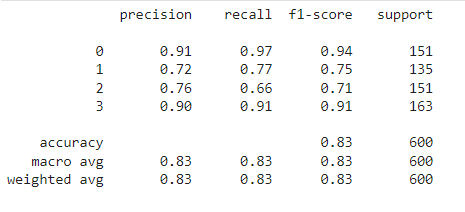 precision recall f1-score support
0 0.91 0.97 0.94 151
1 0.72 0.77 0.75 135
2 0.76 0.66 0.71 151
3 0.90 0.91 0.91 163
accuracy 0.83 600
macro avg 0.83 0.83 0.83 600
weighted avg 0.83 0.83 0.83 600